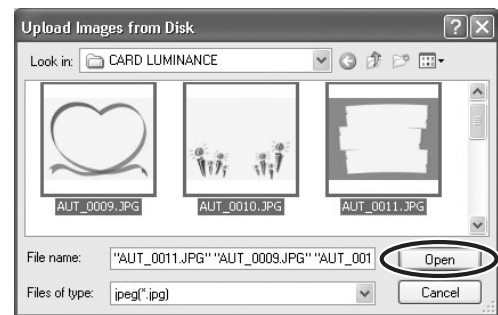 Upload Images from Disk
Look in: CARD LUMINANCE
AUT_0009.JPG AUT_0010.JPG AUT_0011.JPG
File name: "AUT_0011.JPG" "AUT_0009.JPG" "AUT_001 Open
Files of type: jpeg(*.jpg) Cancel